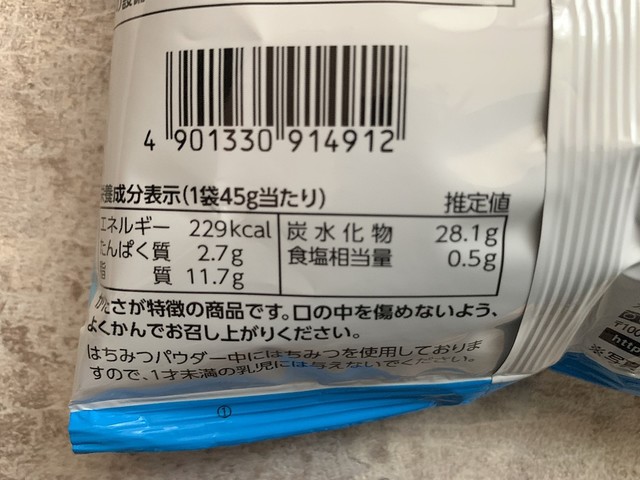 4 901330 914912
栄養成分表示(1袋45g当たり) 推定値
エネルギー 229kcal 炭水化物 28.1g
たんぱく質 2.7g 食塩相当量 0.5g
脂質 11.7g
かたさが特徴の商品です。口の中を傷めないよう、
よくかんでお召し上がりください。
はちみつパウダー中にはちみつを使用しておりま
すので、1才未満の乳児には与えないでください。
①
〒100
http
※写真